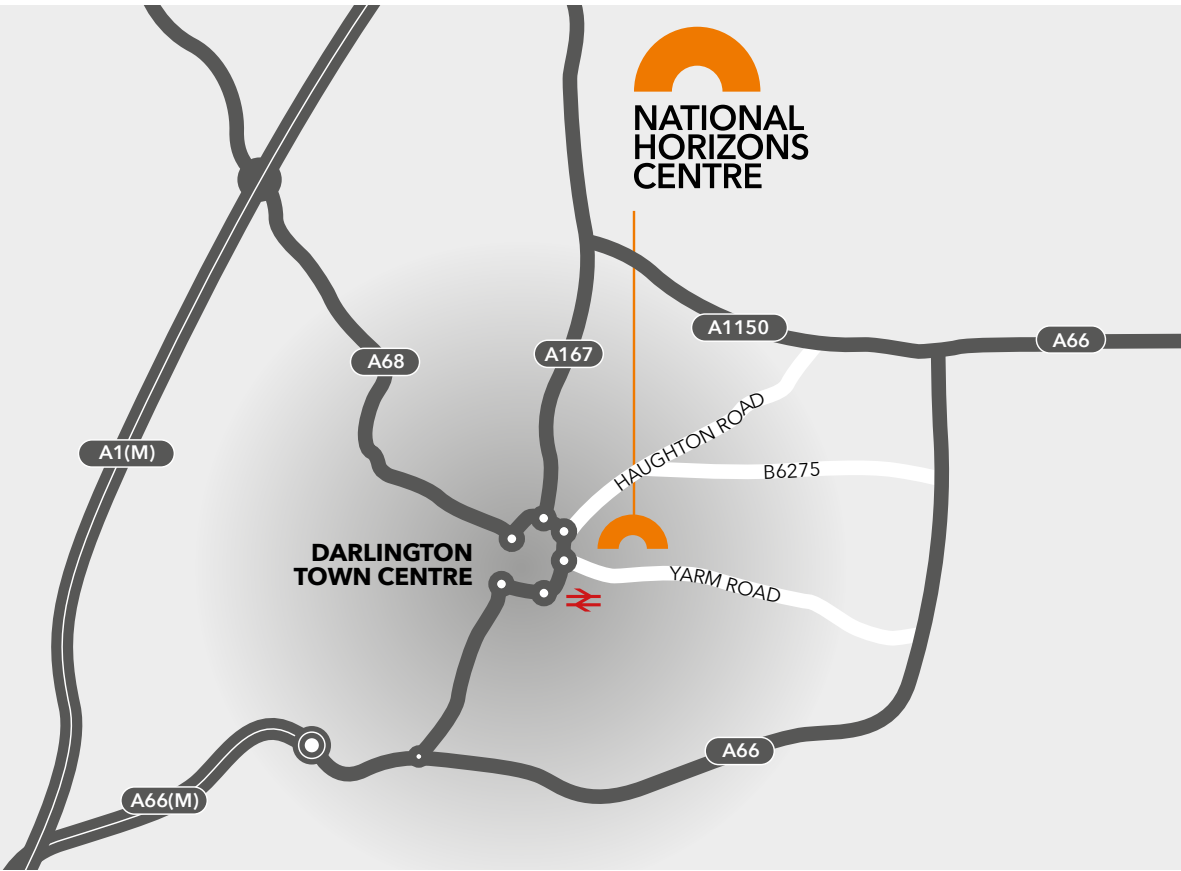 NATIONAL
HORIZONS
CENTRE
A1150
A66
A167
A68
HAUGHTON ROAD
A1(M)
B6275
DARLINGTON
TOWN CENTRE
YARM ROAD
A66
A66(M)